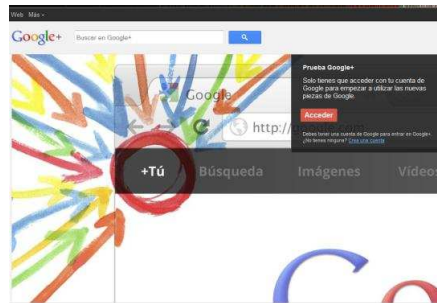 Web Más
Google+
Buscar en Google+
Prueba Google+
Solo tienes que acceder con tu cuenta de
Google para empezar a utilizar las nuevas
piezas de Google.
Acceder
Debes tener una cuenta de Google para entrar en Google+.
¿No tienes ninguna? Crea una cuenta
Google
http://
+Tú Búsqueda Imágenes Vídeos